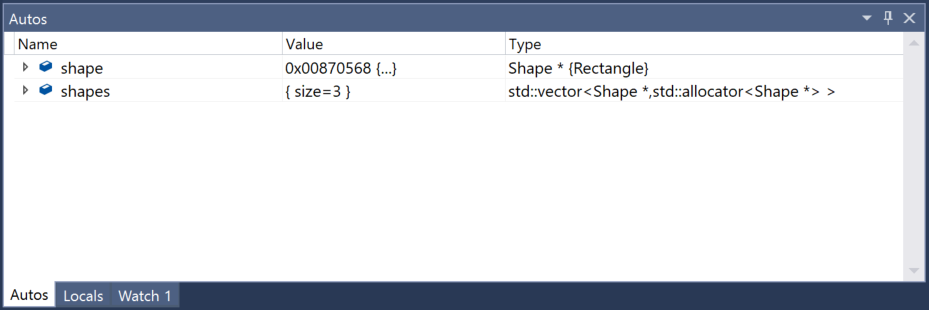 Autos
Name Value Type
shape 0x00870568 {...} Shape * {Rectangle}
shapes { size=3 } std::vector<Shape *,std::allocator<Shape *> >
Autos Locals Watch 1